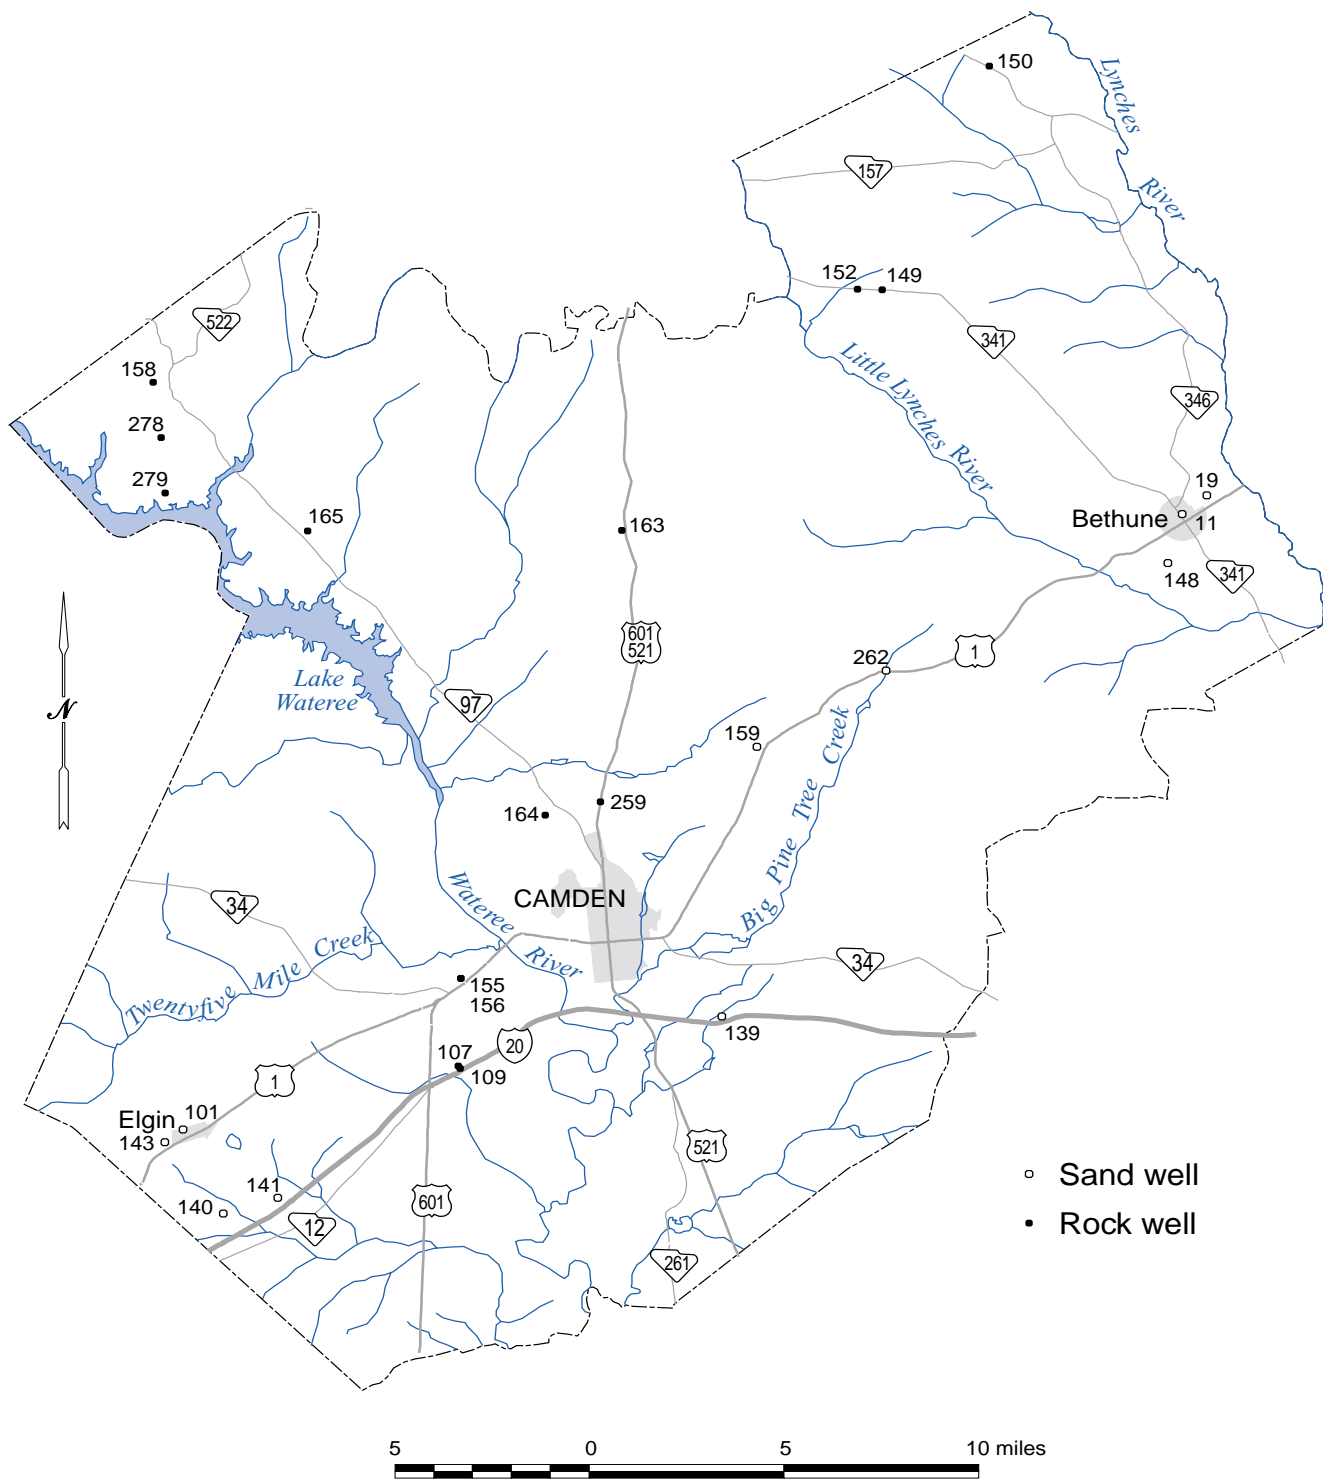 150
Lynches
River
157
152
149
522
341
Little Lynches River
158
346
278
279
19
165
163
Bethune
11
148
341
601
521
262
1
Lake
Wateree
97
N
159
Big Pine Tree Creek
164
259
CAMDEN
34
Wateree
River
Twentyfive Mile Creek
34
155
156
139
20
107
109
1
Elgin
101
143
521
Sand well
141
601
140
12
Rock well
261
5
0
5
10 miles